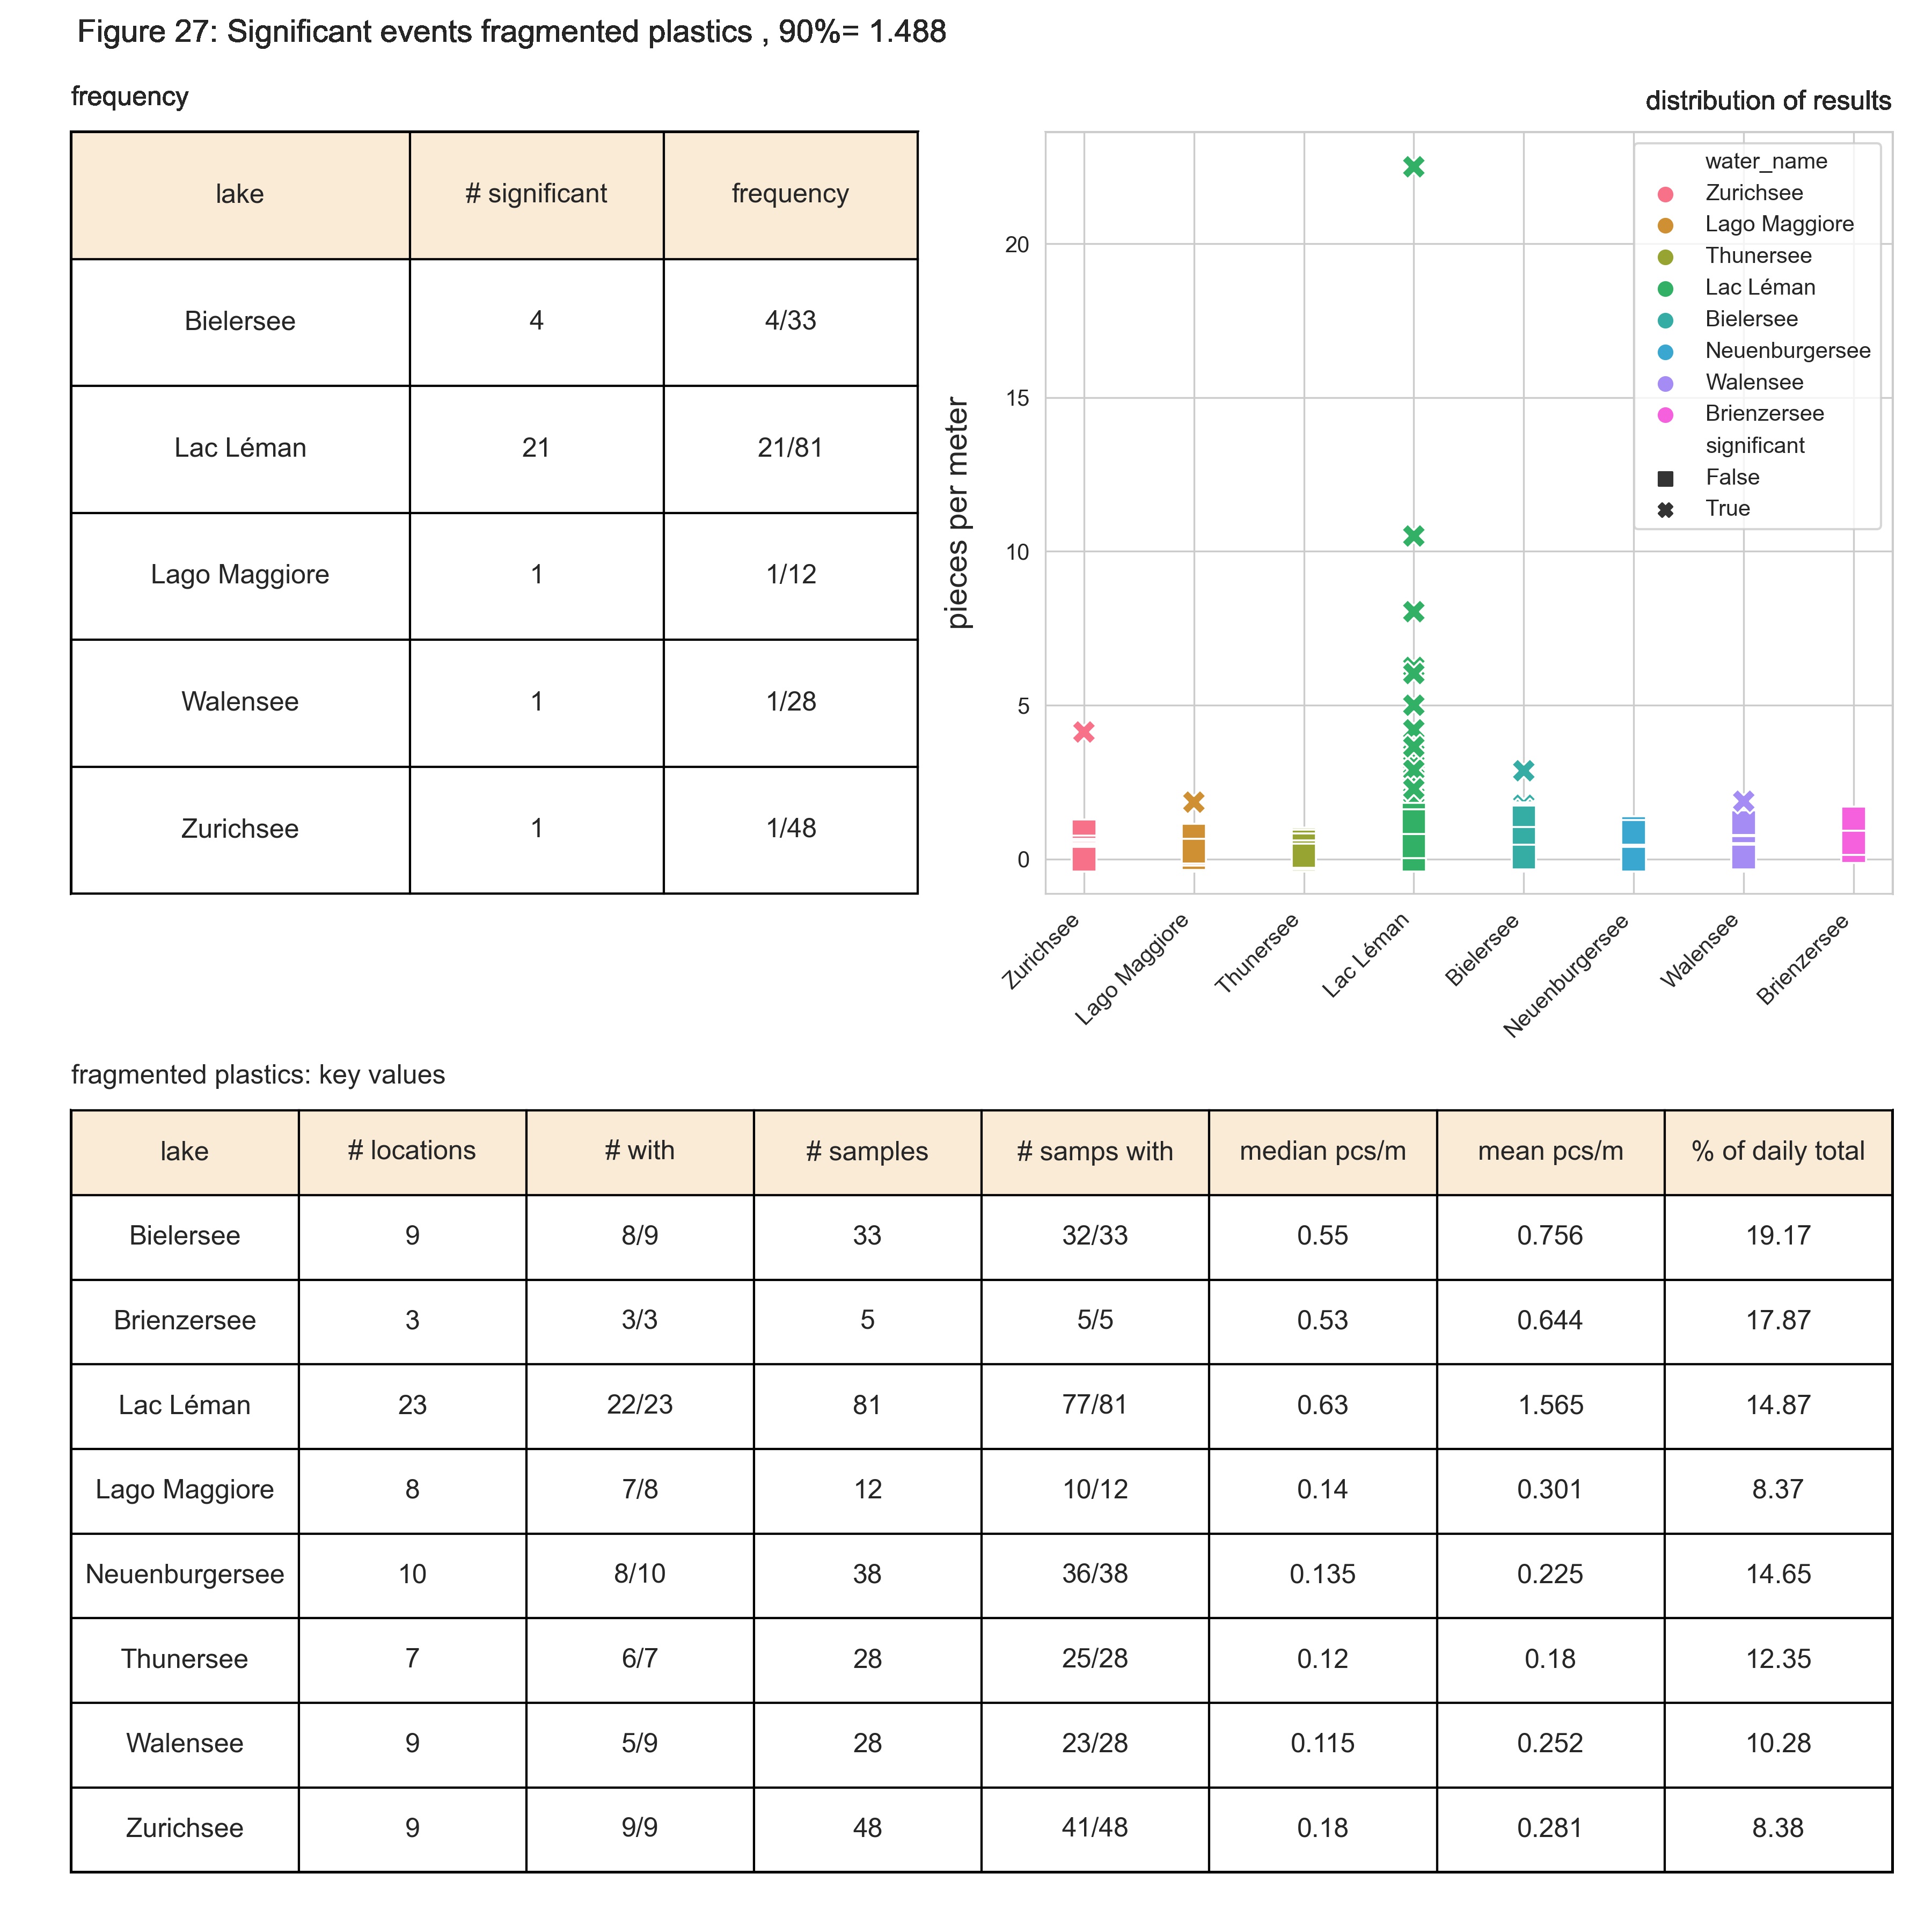 Figure 27: Significant events fragmented plastics , 90%= 1.488
frequency
lake # significant frequency
Bielersee 4 4/33
Lac Léman 21 21/81
Lago Maggiore 1 1/12
Walensee 1 1/28
Zurichsee 1 1/48
distribution of results
pieces per meter
20
15
10
5
0
water_name
Zurichsee
Lago Maggiore
Thunersee
Lac Léman
Bielersee
Neuenburgersee
Walensee
Brienzersee
significant
False
True
Zurichsee
Lago Maggiore
Thunersee
Lac Léman
Bielersee
Neuenburgersee
Walensee
Brienzersee
fragmented plastics: key values
lake # locations # with # samples # samps with median pcs/m mean pcs/m % of daily total
Bielersee 9 8/9 33 32/33 0.55 0.756 19.17
Brienzersee 3 3/3 5 5/5 0.53 0.644 17.87
Lac Léman 23 22/23 81 77/81 0.63 1.565 14.87
Lago Maggiore 8 7/8 12 10/12 0.14 0.301 8.37
Neuenburgersee 10 8/10 38 36/38 0.135 0.225 14.65
Thunersee 7 6/7 28 25/28 0.12 0.18 12.35
Walensee 9 5/9 28 23/28 0.115 0.252 10.28
Zurichsee 9 9/9 48 41/48 0.18 0.281 8.38